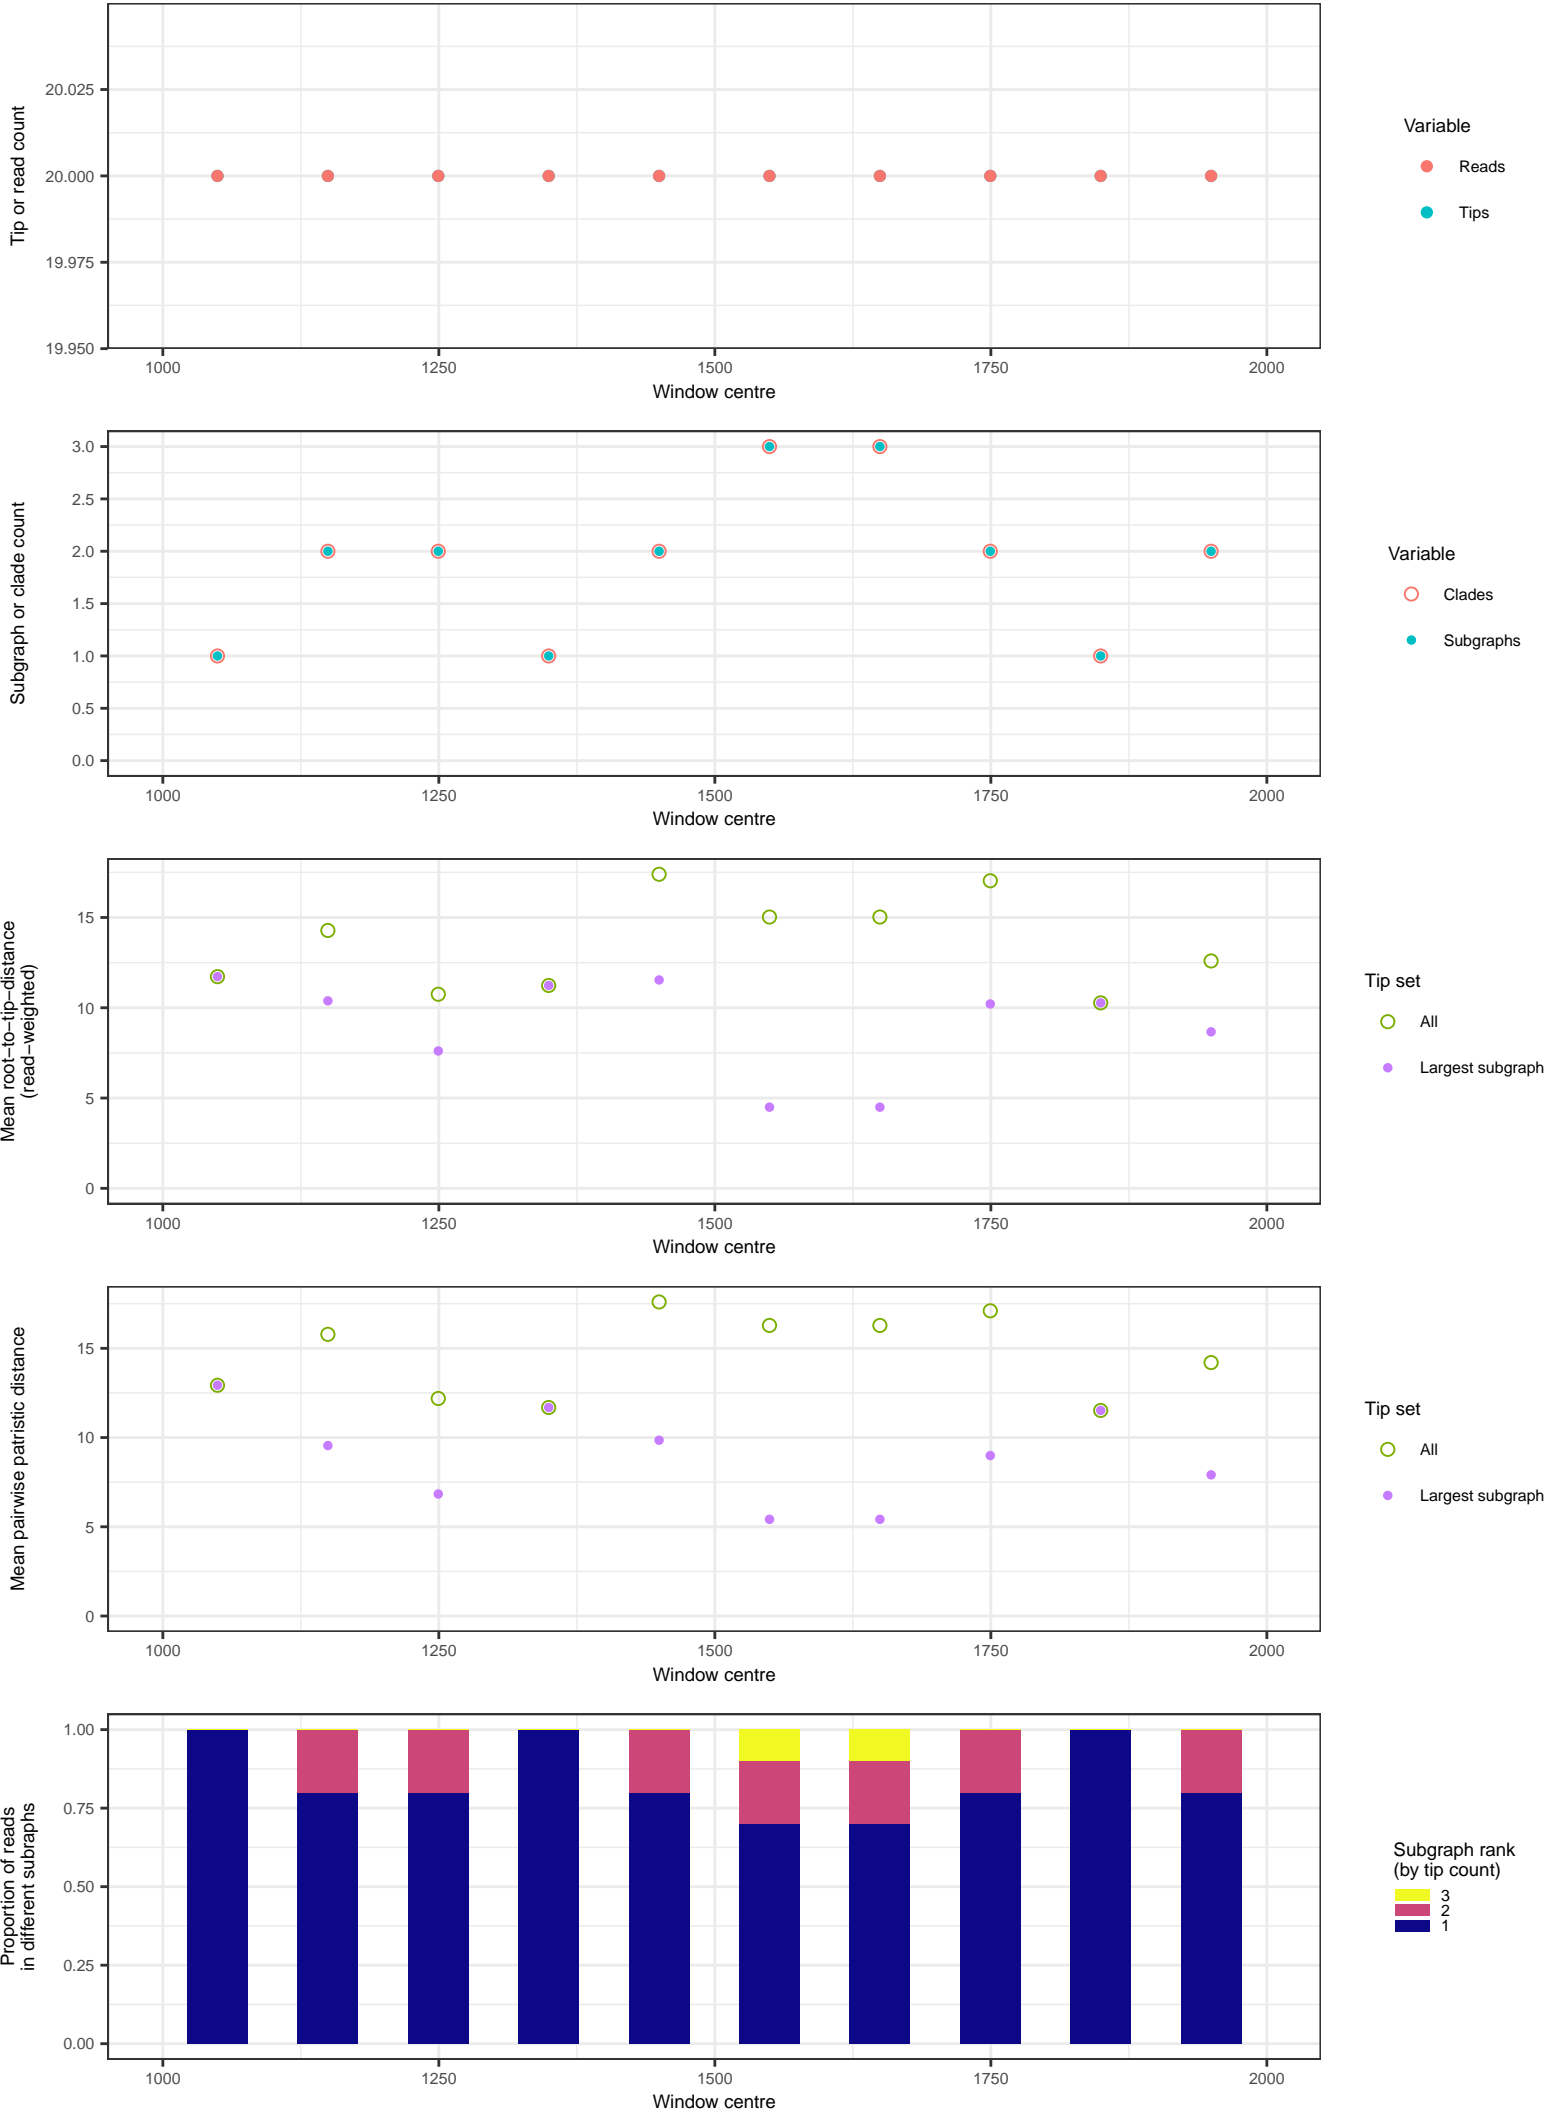 Tip or read count
20.025
20.000
19.975
19.950
1000 1250 1500 1750 2000
Window centre
Variable
Reads
Tips
Subgraph or clade count
3.0
2.5
2.0
1.5
1.0
0.5
0.0
1000 1250 1500 1750 2000
Window centre
Variable
Clades
Subgraphs
Mean root−to−tip−distance
(read−weighted)
15
10
5
0
1000 1250 1500 1750 2000
Window centre
Tip set
All
Largest subgraph
Mean pairwise patristic distance
15
10
5
0
1000 1250 1500 1750 2000
Window centre
Tip set
All
Largest subgraph
Proportion of reads
in different subraphs
1.00
0.75
0.50
0.25
0.00
1000 1250 1500 1750 2000
Window centre
Subgraph rank
(by tip count)
3
2
1